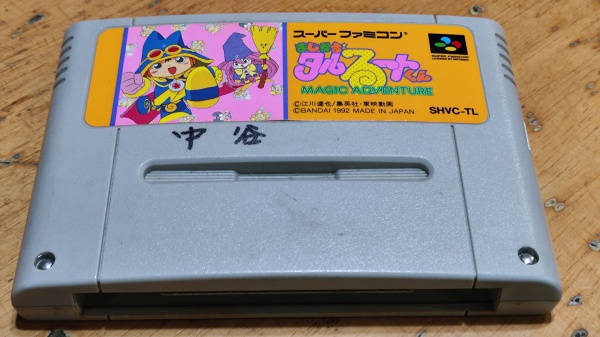 スーパーファミコン
まじかる
タルるートくん
MAGIC ADVENTURE
©江川達也/集英社・東映動画
©BANDAI 1992 MADE IN JAPAN
SHVC-TL
SUPER FAMICOM
中谷